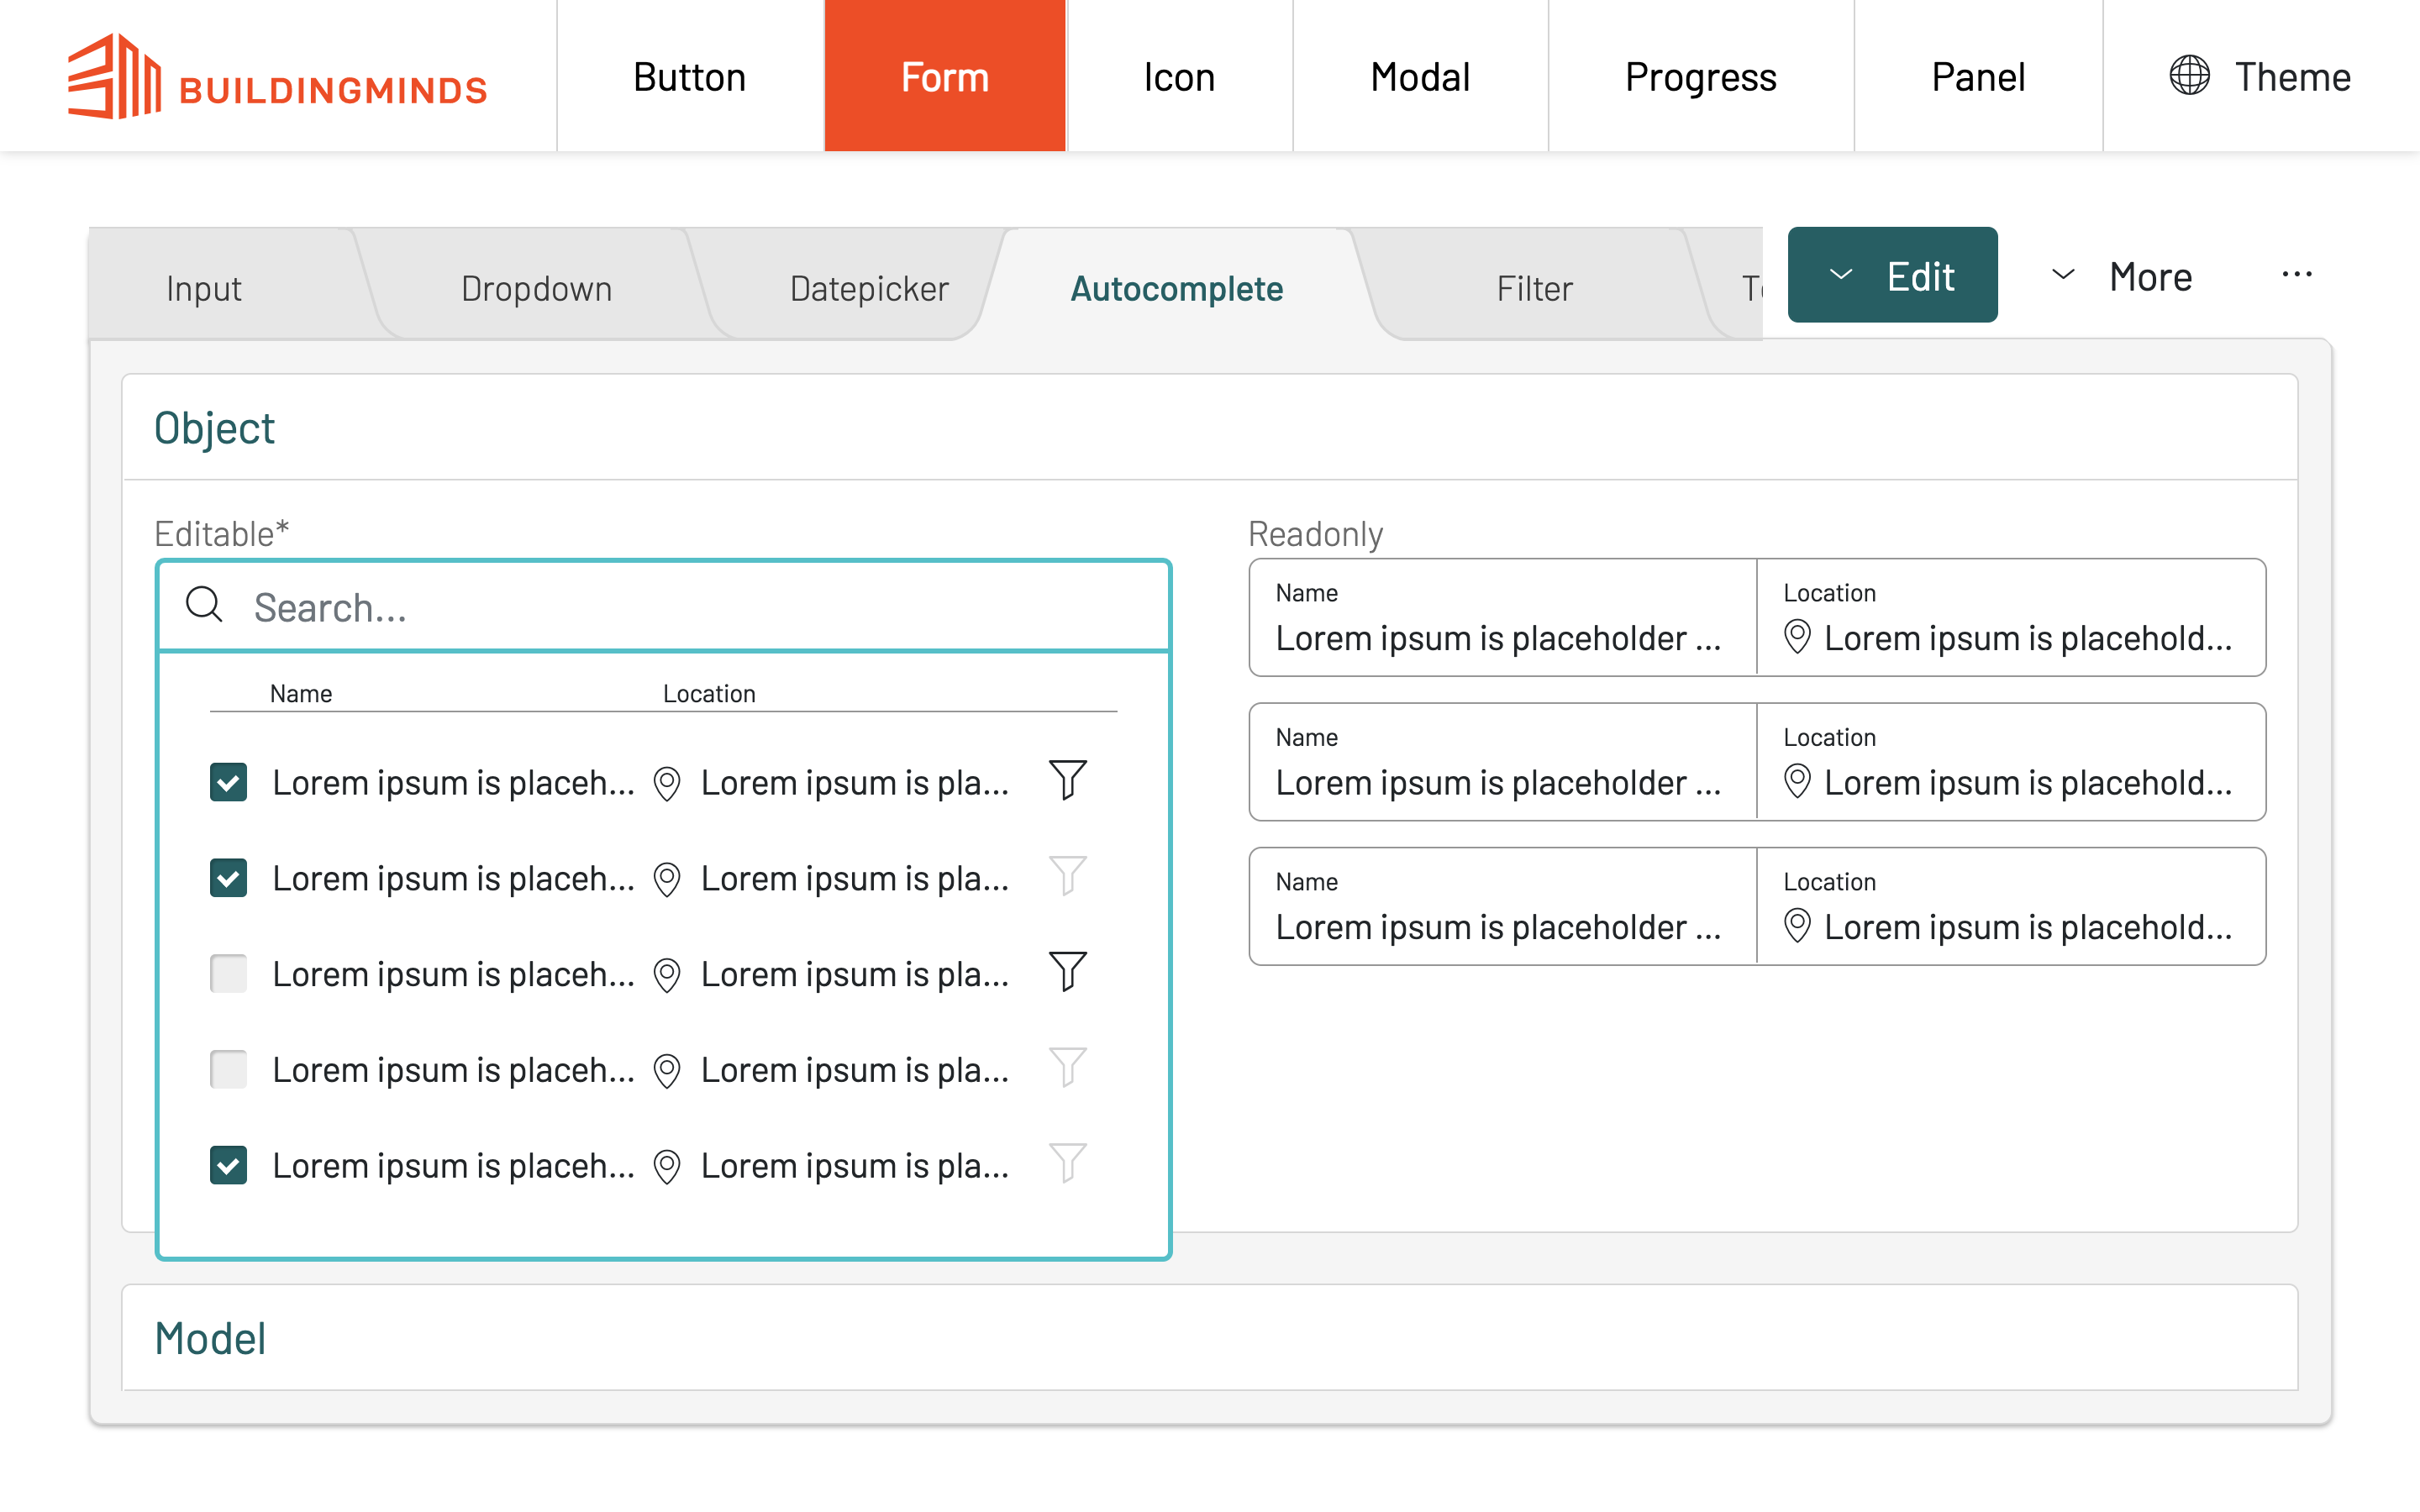 BUILDINGMINDS
Button
Form
Icon
Modal
Progress
Panel
Theme
Input
Dropdown
Datepicker
Autocomplete
Filter
Edit
More
...
Object
Editable*
Search...
Name Location
Lorem ipsum is placeh... Lorem ipsum is pla...
Lorem ipsum is placeh... Lorem ipsum is pla...
Lorem ipsum is placeh... Lorem ipsum is pla...
Lorem ipsum is placeh... Lorem ipsum is pla...
Lorem ipsum is placeh... Lorem ipsum is pla...
Readonly
Name Location
Lorem ipsum is placeholder ... Lorem ipsum is placehold...
Name Location
Lorem ipsum is placeholder ... Lorem ipsum is placehold...
Name Location
Lorem ipsum is placeholder ... Lorem ipsum is placehold...
Model